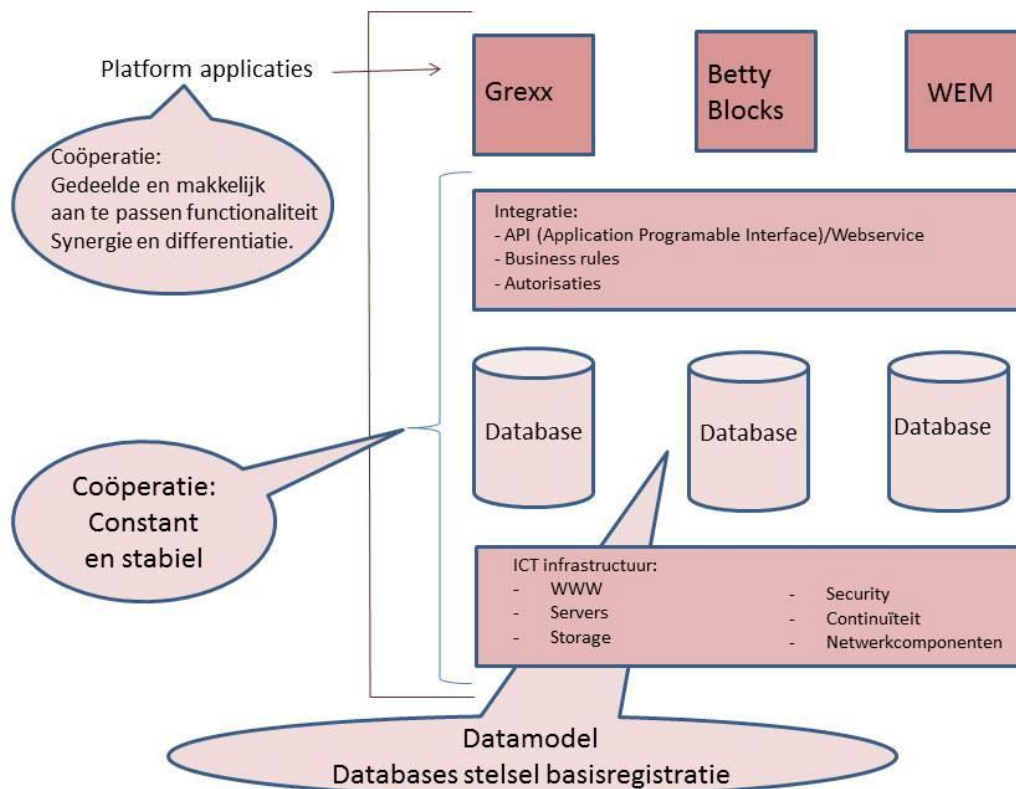 Platform applicaties
Grexx
Betty
Blocks
WEM
Coöperatie:
Gedeelde en makkelijk
aan te passen functionaliteit
Synergie en differentiatie.
Integratie:
- API (Application Programable Interface)/Webservice
- Business rules
- Autorisaties
Database
Database
Database
Coöperatie:
Constant
en stabiel
ICT infrastructuur:
- WWW
- Servers
- Storage
- Security
- Continuïteit
- Netwerkcomponenten
Datamodel
Databases stelsel basisregistratie